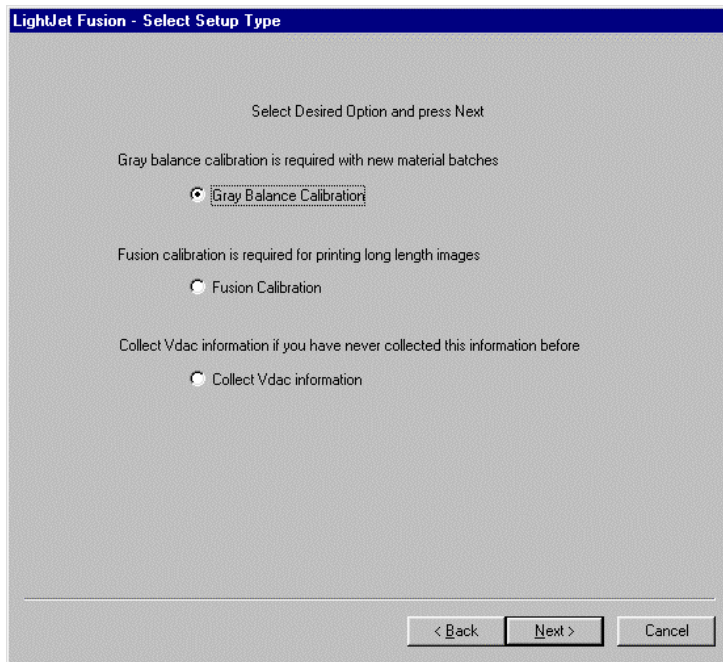 LightJet Fusion - Select Setup Type
Select Desired Option and press Next
Gray balance calibration is required with new material batches
Gray Balance Calibration
Fusion calibration is required for printing long length images
Fusion Calibration
Collect Vdac information if you have never collected this information before
Collect Vdac information
< Back Next > Cancel